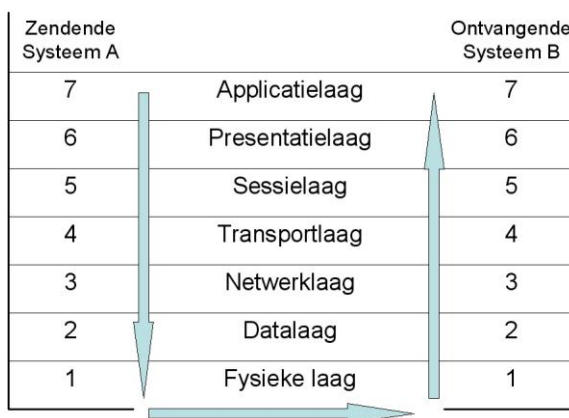 Zendende
Systeem A
Ontvangende
Systeem B
7 Applicatielaag 7
6 Presentatielaag 6
5 Sessielaag 5
4 Transportlaag 4
3 Netwerklaag 3
2 Datalaag 2
1 Fysieke laag 1